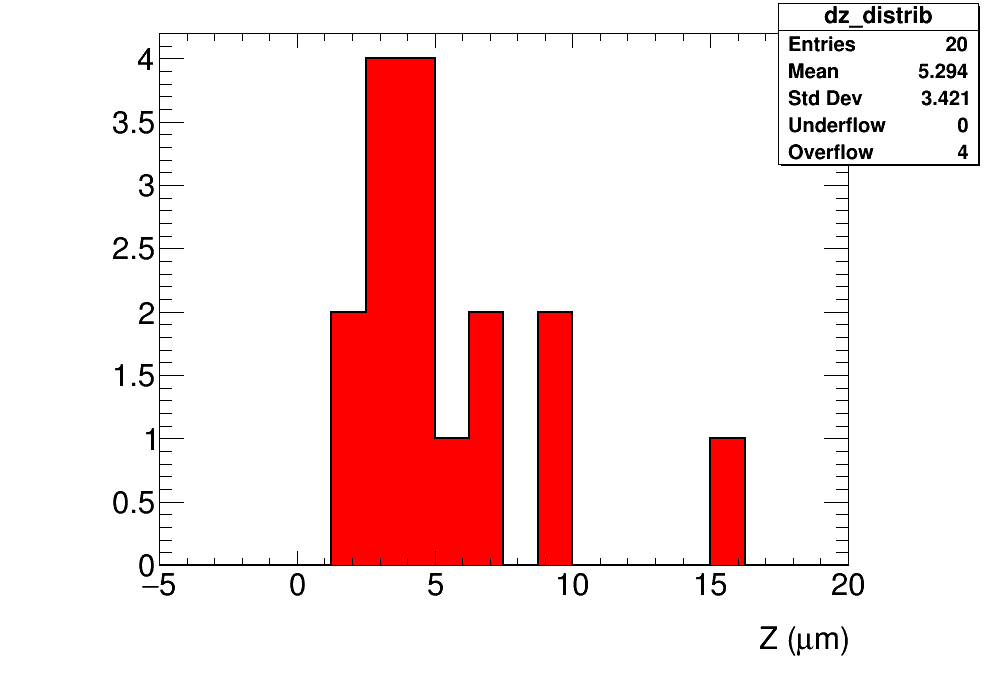 dz_distrib
Entries 20
Mean 5.294
Std Dev 3.421
Underflow 0
Overflow 4
4
3.5
3
2.5
2
1.5
1
0.5
0
−5 0 5 10 15 20
Z (μm)